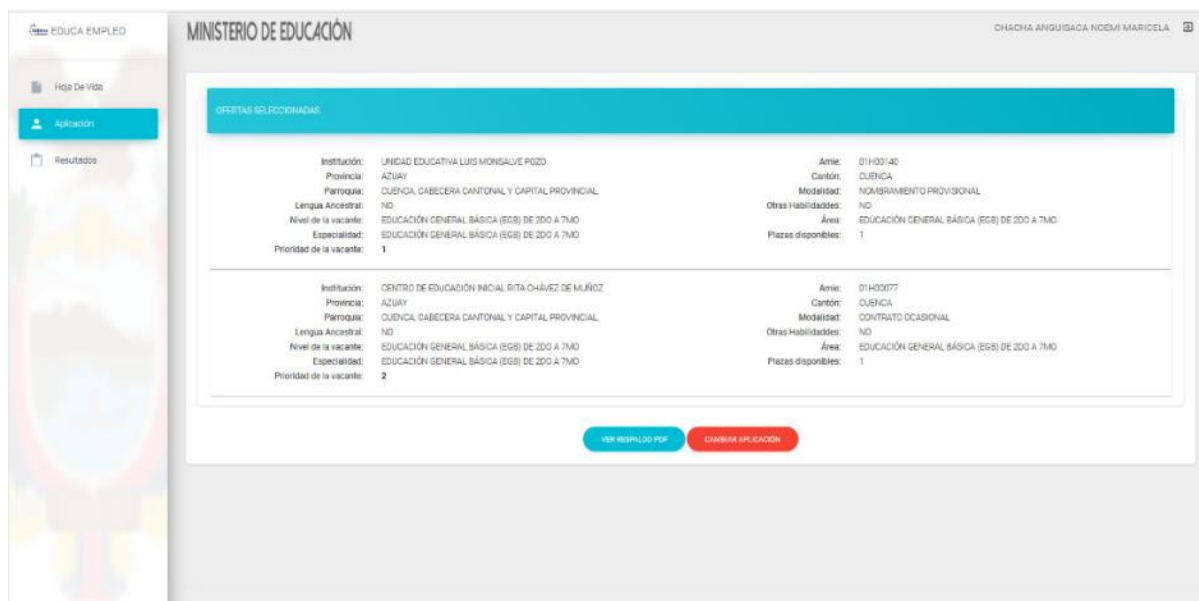 EDUCA EMPLEO
MINISTERIO DE EDUCACIÓN
CHACHA ANGUISACA NOEMI MARICELA
Hoja De Vida
Aplicación
Resultados
OFERTAS SELECCIONADAS
Institución: UNIDAD EDUCATIVA LUIS MONSALVE POZO Amie: 01H00140
Provincia: AZUAY Cantón: CUENCA
Parroquia: CUENCA, CABECERA CANTONAL Y CAPITAL PROVINCIAL. Modalidad: NOMBRAMIENTO PROVISIONAL
Lengua Ancestral: NO Otras Habilidaddes: NO
Nivel de la vacante: EDUCACIÓN GENERAL BÁSICA (EGB) DE 2DO A 7MO Área: EDUCACIÓN GENERAL BÁSICA (EGB) DE 2DO A 7MO
Especialidad: EDUCACIÓN GENERAL BÁSICA (EGB) DE 2DO A 7MO Plazas disponibles: 1
Prioridad de la vacante: 1
Institución: CENTRO DE EDUCACIÓN INICIAL RITA CHÁVEZ DE MUÑOZ Amie: 01H00077
Provincia: AZUAY Cantón: CUENCA
Parroquia: CUENCA, CABECERA CANTONAL Y CAPITAL PROVINCIAL. Modalidad: CONTRATO OCASIONAL
Lengua Ancestral: NO Otras Habilidaddes: NO
Nivel de la vacante: EDUCACIÓN GENERAL BÁSICA (EGB) DE 2DO A 7MO Área: EDUCACIÓN GENERAL BÁSICA (EGB) DE 2DO A 7MO
Especialidad: EDUCACIÓN GENERAL BÁSICA (EGB) DE 2DO A 7MO Plazas disponibles: 1
Prioridad de la vacante: 2
VER RESPALDO PDF CAMBIAR APLICACIÓN